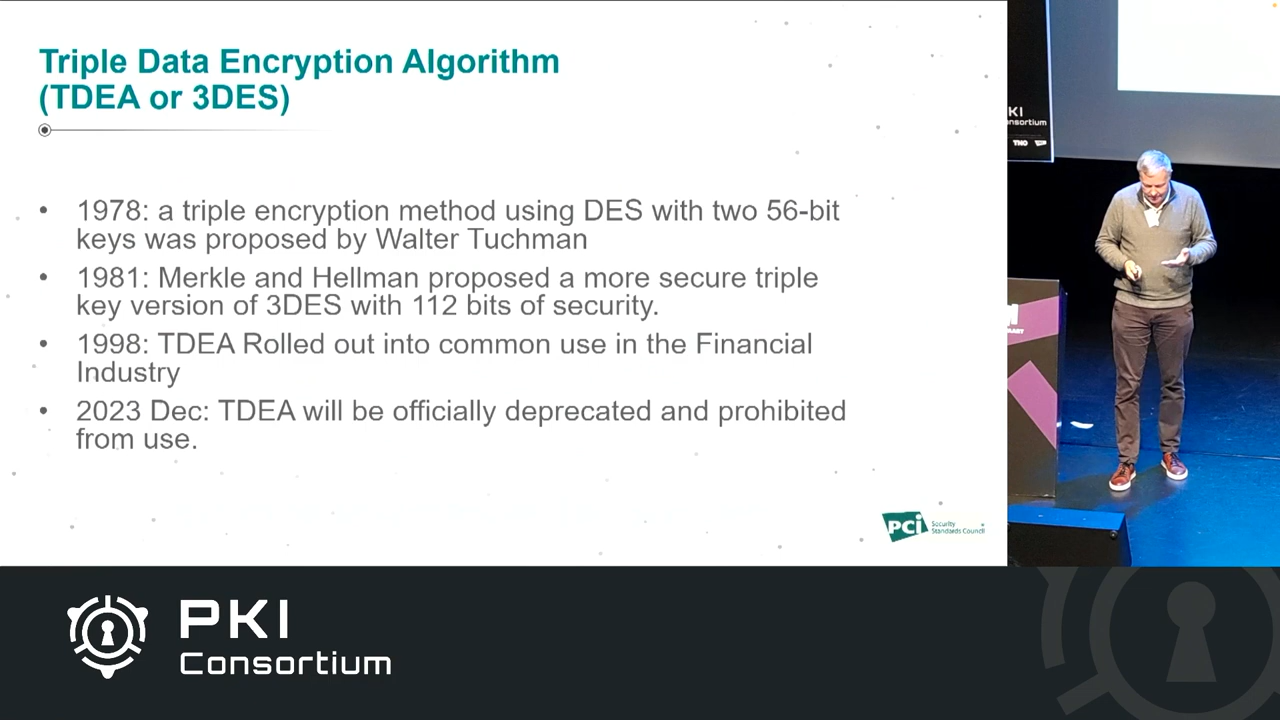 Triple Data Encryption Algorithm
(TDEA or 3DES)
• 1978: a triple encryption method using DES with two 56-bit
keys was proposed by Walter Tuchman
• 1981: Merkle and Hellman proposed a more secure triple
key version of 3DES with 112 bits of security.
• 1998: TDEA Rolled out into common use in the Financial
Industry
• 2023 Dec: TDEA will be officially deprecated and prohibited
from use.
PCi Security
Standards Council
KI
onsortium
TNO
PKI
Consortium